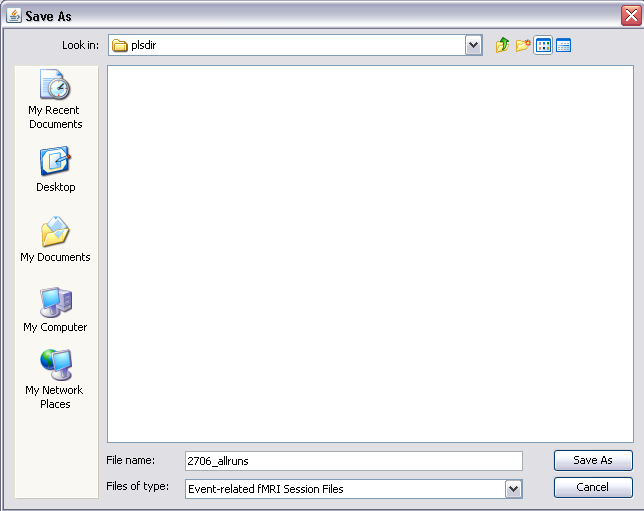 Save As
Look in:
plsdir
My Recent
Documents
Desktop
My Documents
My Computer
My Network
Places
File name:
2706_allruns
Save As
Files of type:
Event-related fMRI Session Files
Cancel